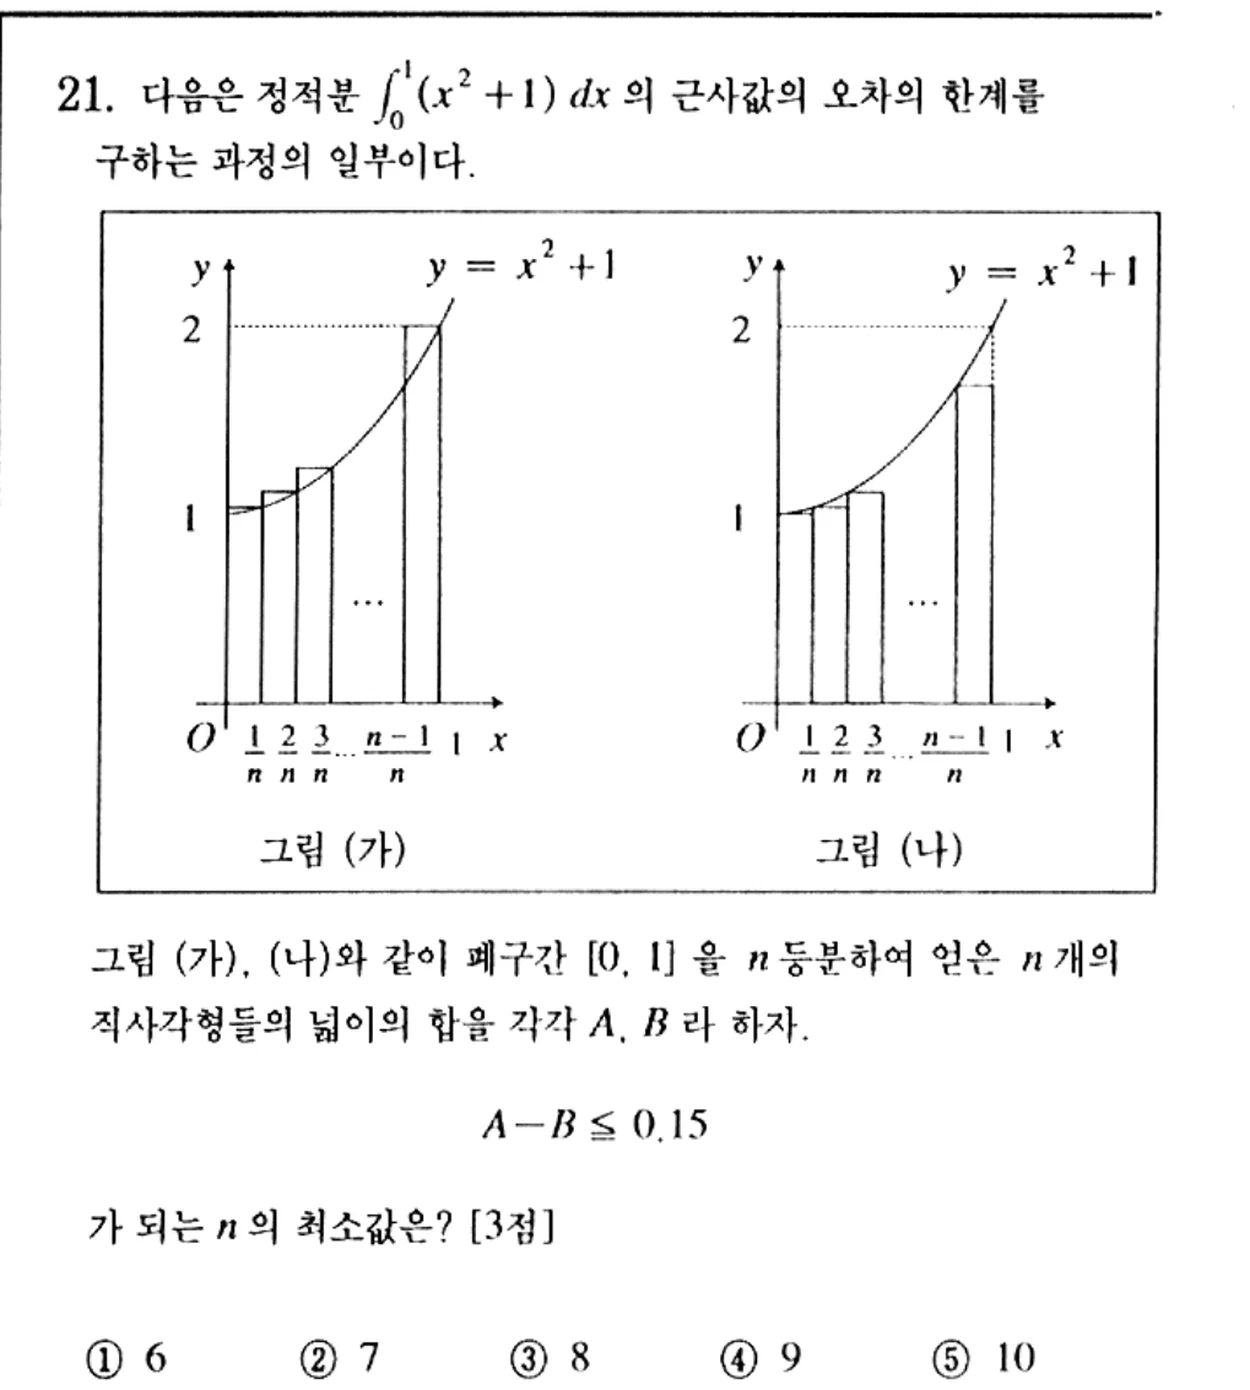 21. 다음은 정적분 ∫₀¹(x² + 1) dx 의 근사값의 오차의 한계를
구하는 과정의 일부이다.
y y = x² + 1
2
1
...
O 1/n 2/n 3/n ... n-1/n 1 x
그림 (가)
y y = x² + 1
2
1
...
O 1/n 2/n 3/n ... n-1/n 1 x
그림 (나)
그림 (가), (나)와 같이 폐구간 [0, 1] 을 n 등분하여 얻은 n 개의
직사각형들의 넓이의 합을 각각 A, B 라 하자.
A - B ≦ 0.15
가 되는 n 의 최소값은? [3점]
① 6 ② 7 ③ 8 ④ 9 ⑤ 10